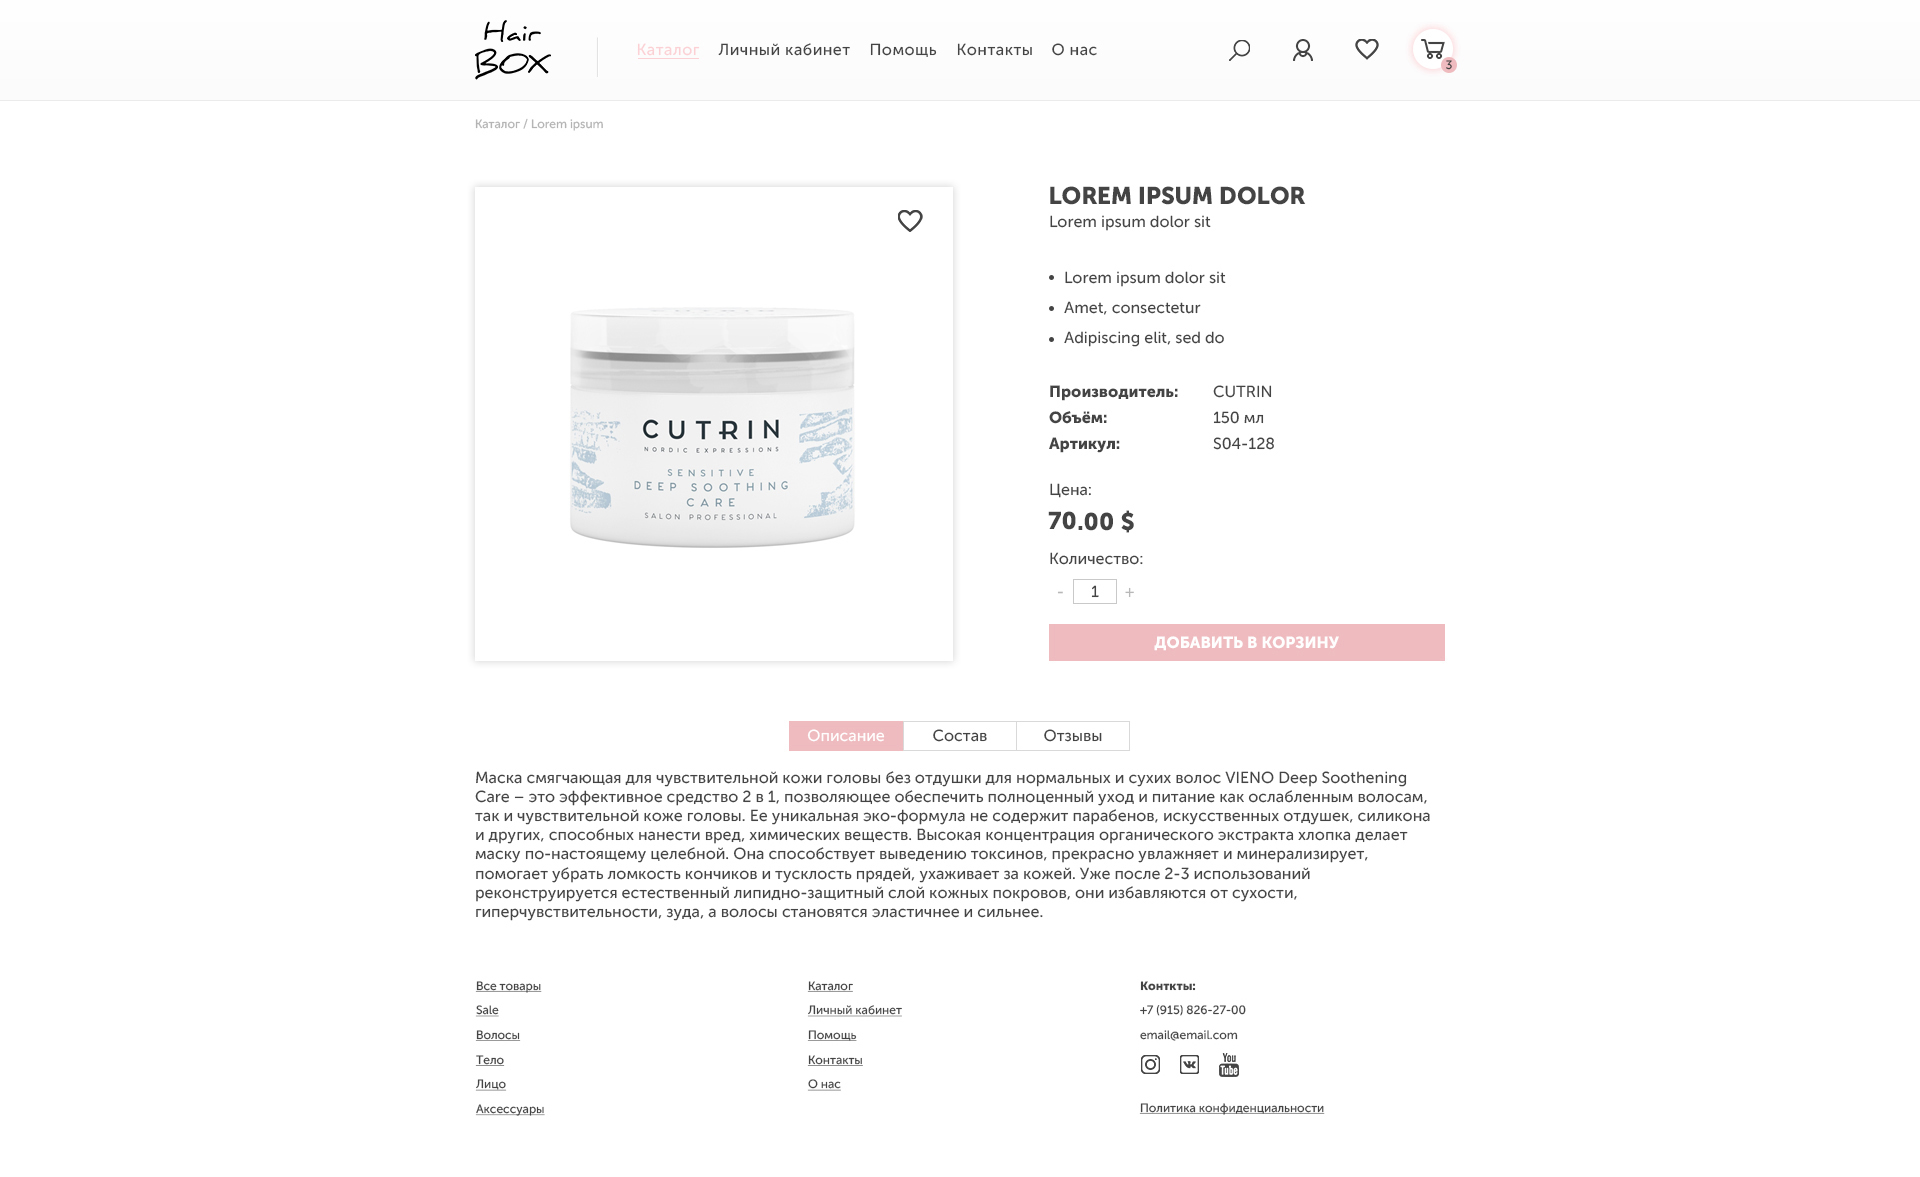 Hair
BOX
Каталог Личный кабинет Помощь Контакты О нас
3
Каталог / Lorem ipsum
LOREM IPSUM DOLOR
Lorem ipsum dolor sit
• Lorem ipsum dolor sit
• Amet, consectetur
• Adipiscing elit, sed do
CUTRIN
CUTRIN
NORDIC EXPRESSIONS
SENSITIVE
DEEP SOOTHING
CARE
SALON PROFESSIONAL
Производитель: CUTRIN
Объём: 150 мл
Артикул: S04-128
Цена:
70.00 $
Количество:
- 1 +
ДОБАВИТЬ В КОРЗИНУ
Описание Состав Отзывы
Маска смягчающая для чувствительной кожи головы без отдушки для нормальных и сухих волос VIENO Deep Soothening
Care – это эффективное средство 2 в 1, позволяющее обеспечить полноценный уход и питание как ослабленным волосам,
так и чувствительной коже головы. Ее уникальная эко-формула не содержит парабенов, искусственных отдушек, силикона
и других, способных нанести вред, химических веществ. Высокая концентрация органического экстракта хлопка делает
маску по-настоящему целебной. Она способствует выведению токсинов, прекрасно увлажняет и минерализирует,
помогает убрать ломкость кончиков и тусклость прядей, ухаживает за кожей. Уже после 2-3 использований
реконструируется естественный липидно-защитный слой кожных покровов, они избавляются от сухости,
гиперчувствительности, зуда, а волосы становятся эластичнее и сильнее.
Все товары
Sale
Волосы
Тело
Лицо
Аксессуары
Каталог
Личный кабинет
Помощь
Контакты
О нас
Конткты:
+7 (915) 826-27-00
email@email.com
You
Tube
Политика конфиденциальности